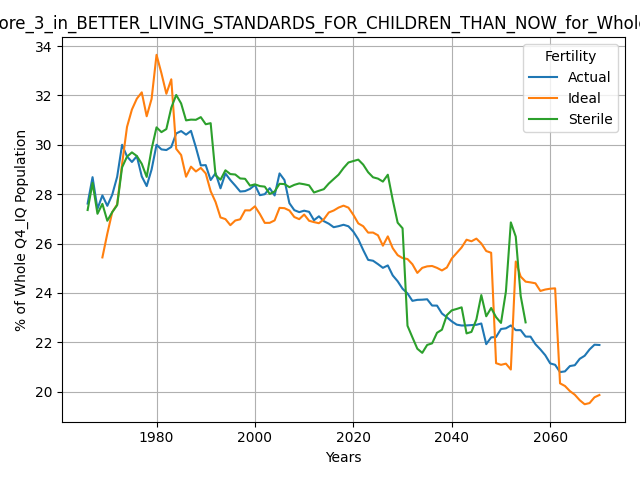 ore_3_in_BETTER_LIVING_STANDARDS_FOR_CHILDREN_THAN_NOW_for_Whole
34
32
30
28
26
24
22
20
% of Whole Q4_IQ Population
Fertility
Actual
Ideal
Sterile
1980 2000 2020 2040 2060
Years